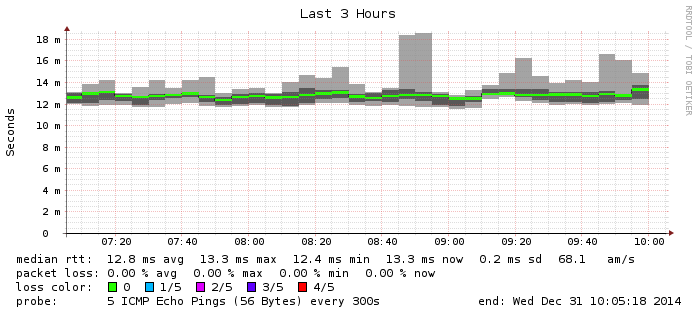 Last 3 Hours
RRDTOOL / TOBI OETIKER
Seconds
18 m
16 m
14 m
12 m
10 m
8 m
6 m
4 m
2 m
0
07:20 07:40 08:00 08:20 08:40 09:00 09:20 09:40 10:00
median rtt: 12.8 ms avg 13.3 ms max 12.4 ms min 13.3 ms now 0.2 ms sd 68.1 am/s
packet loss: 0.00 % avg 0.00 % max 0.00 % min 0.00 % now
loss color: 0 1/5 2/5 3/5 4/5
probe: 5 ICMP Echo Pings (56 Bytes) every 300s end: Wed Dec 31 10:05:18 2014